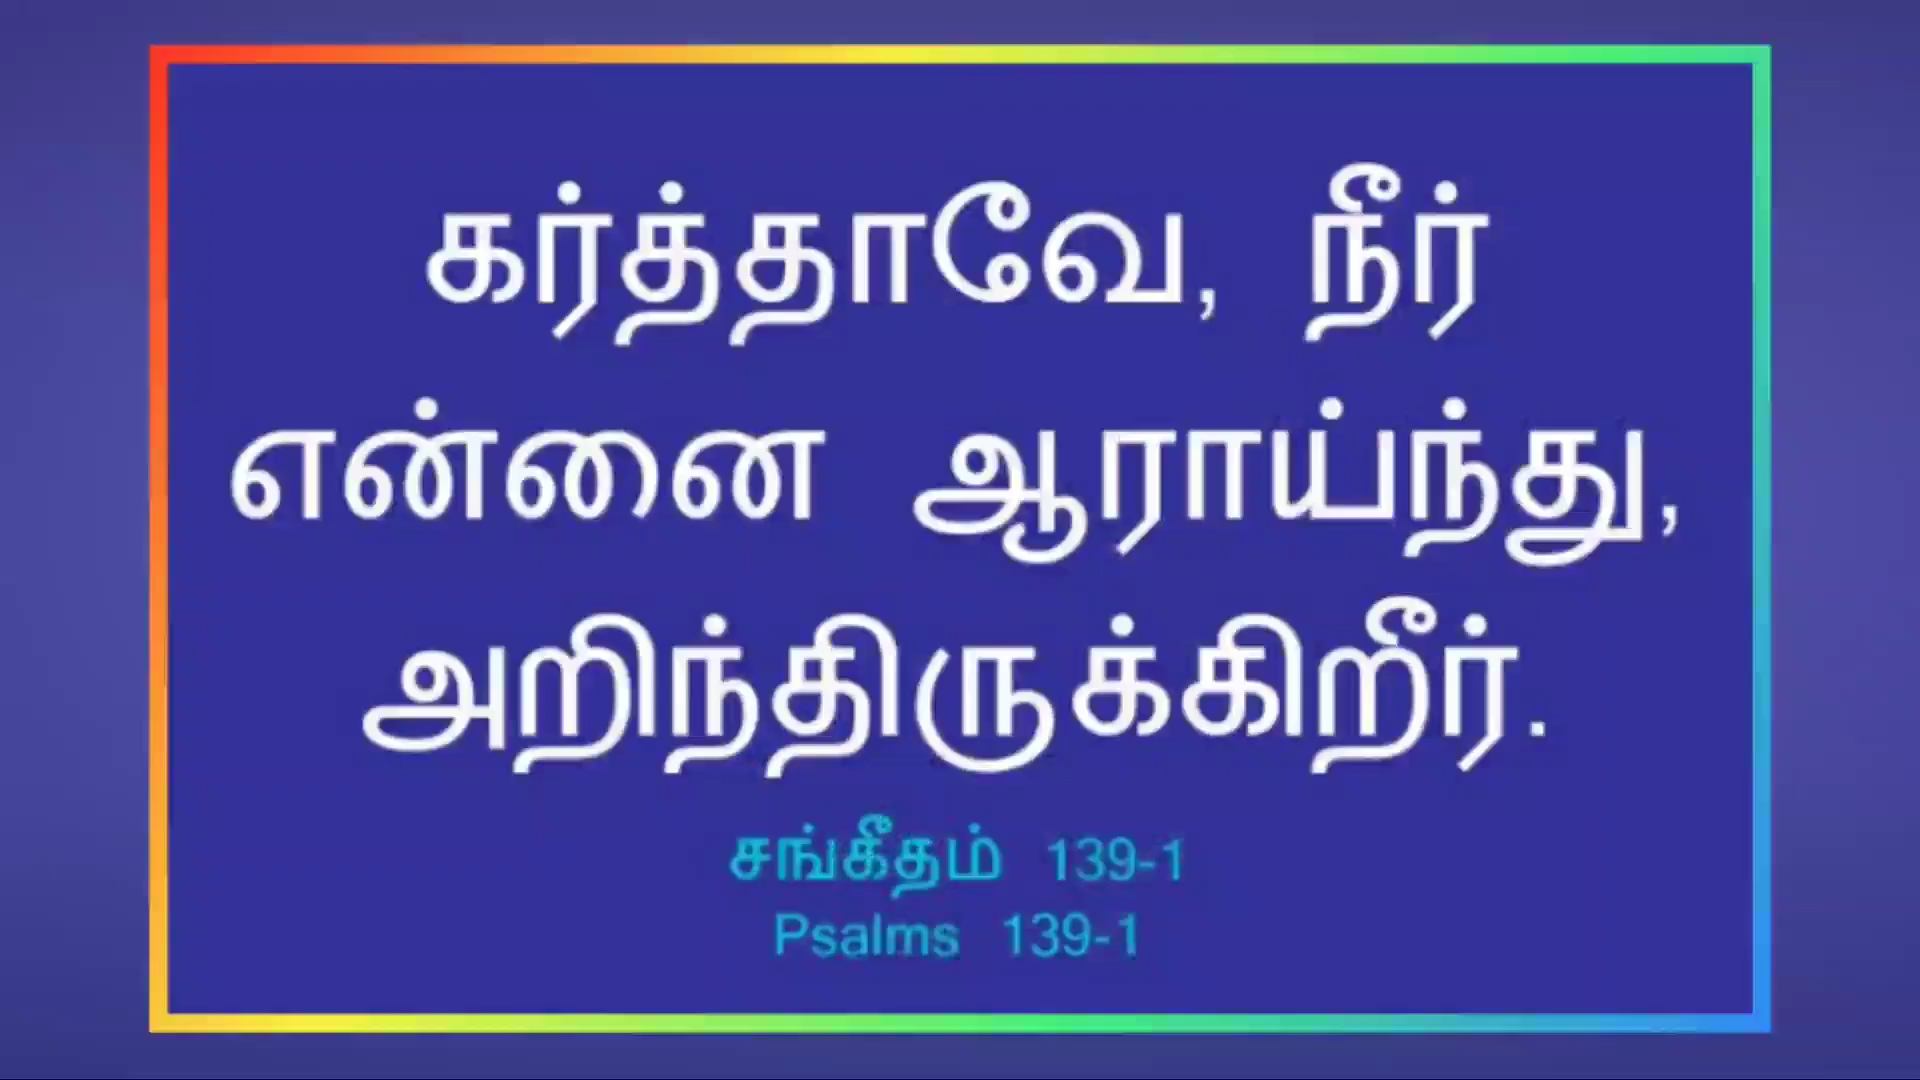 கர்த்தாவே, நீர்
என்னை ஆராய்ந்து,
அறிந்திருக்கிறீர்.
சங்கீதம் 139-1
Psalms 139-1